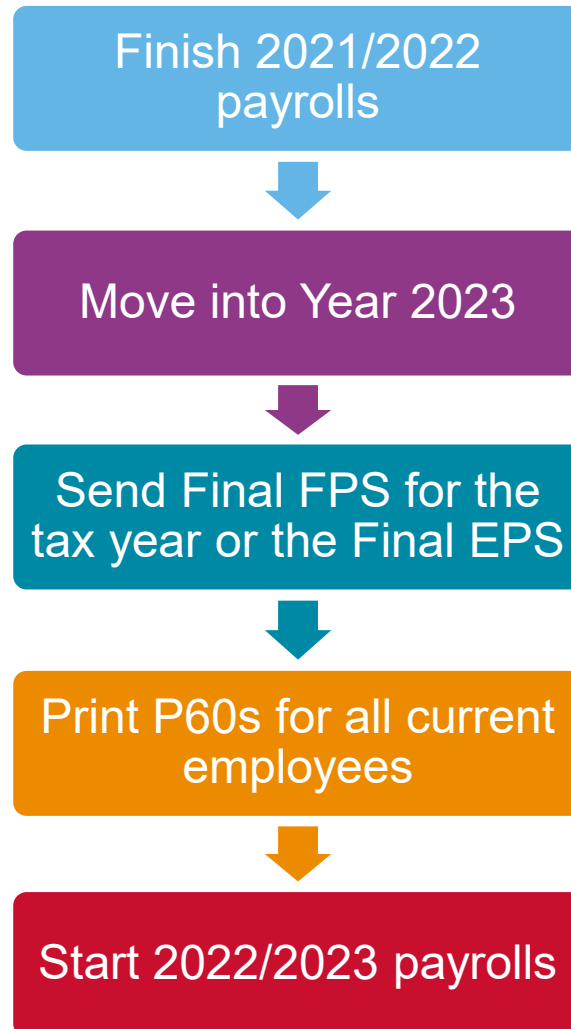 Finish 2021/2022
payrolls
Move into Year 2023
Send Final FPS for the
tax year or the Final EPS
Print P60s for all current
employees
Start 2022/2023 payrolls